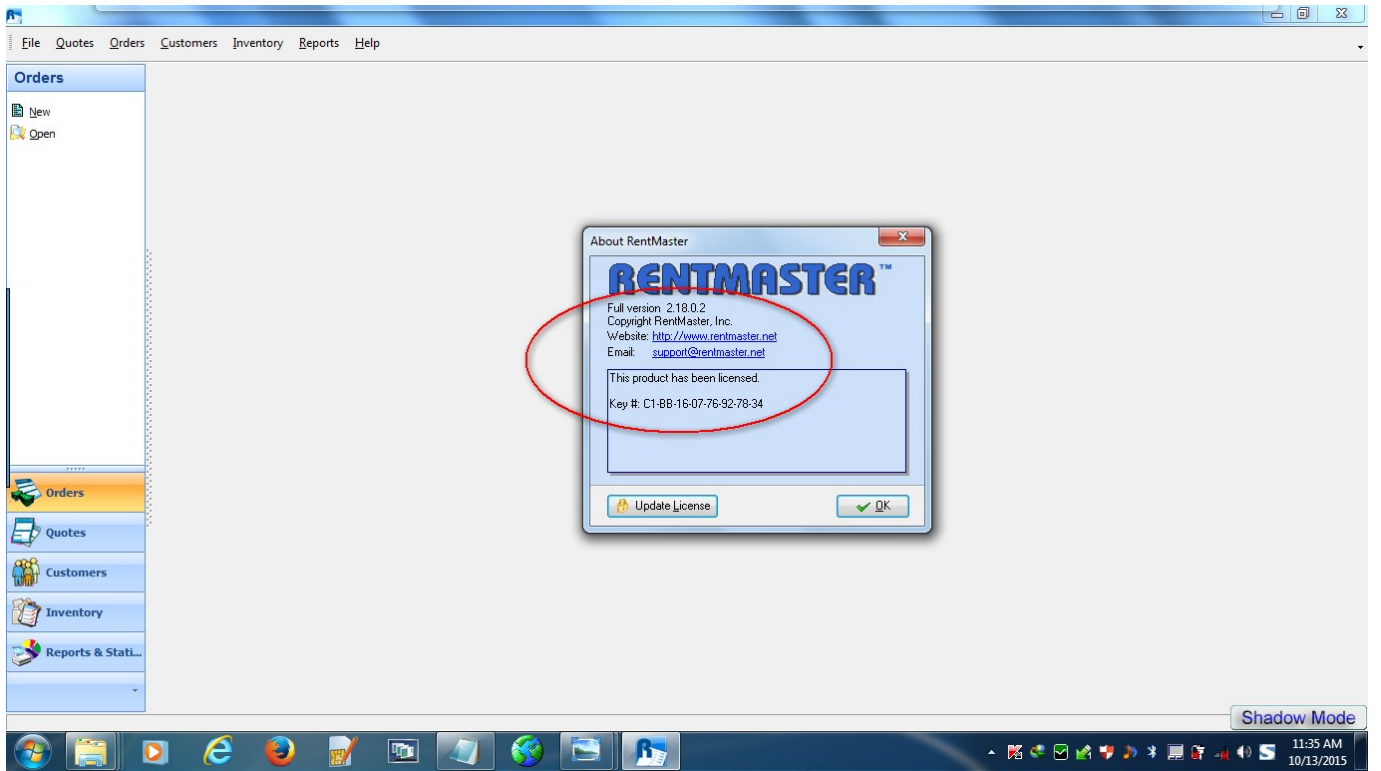 File Quotes Orders Customers Inventory Reports Help
Orders
New
Open
About RentMaster
RENTMASTER™
Full version 2.18.0.2
Copyright RentMaster, Inc.
Website: http://www.rentmaster.net
Email: support@rentmaster.net
This product has been licensed.
Key #: C1-BB-16-07-76-92-78-34
Update License
OK
Orders
Quotes
Customers
Inventory
Reports & Stati...
Shadow Mode
11:35 AM
10/13/2015